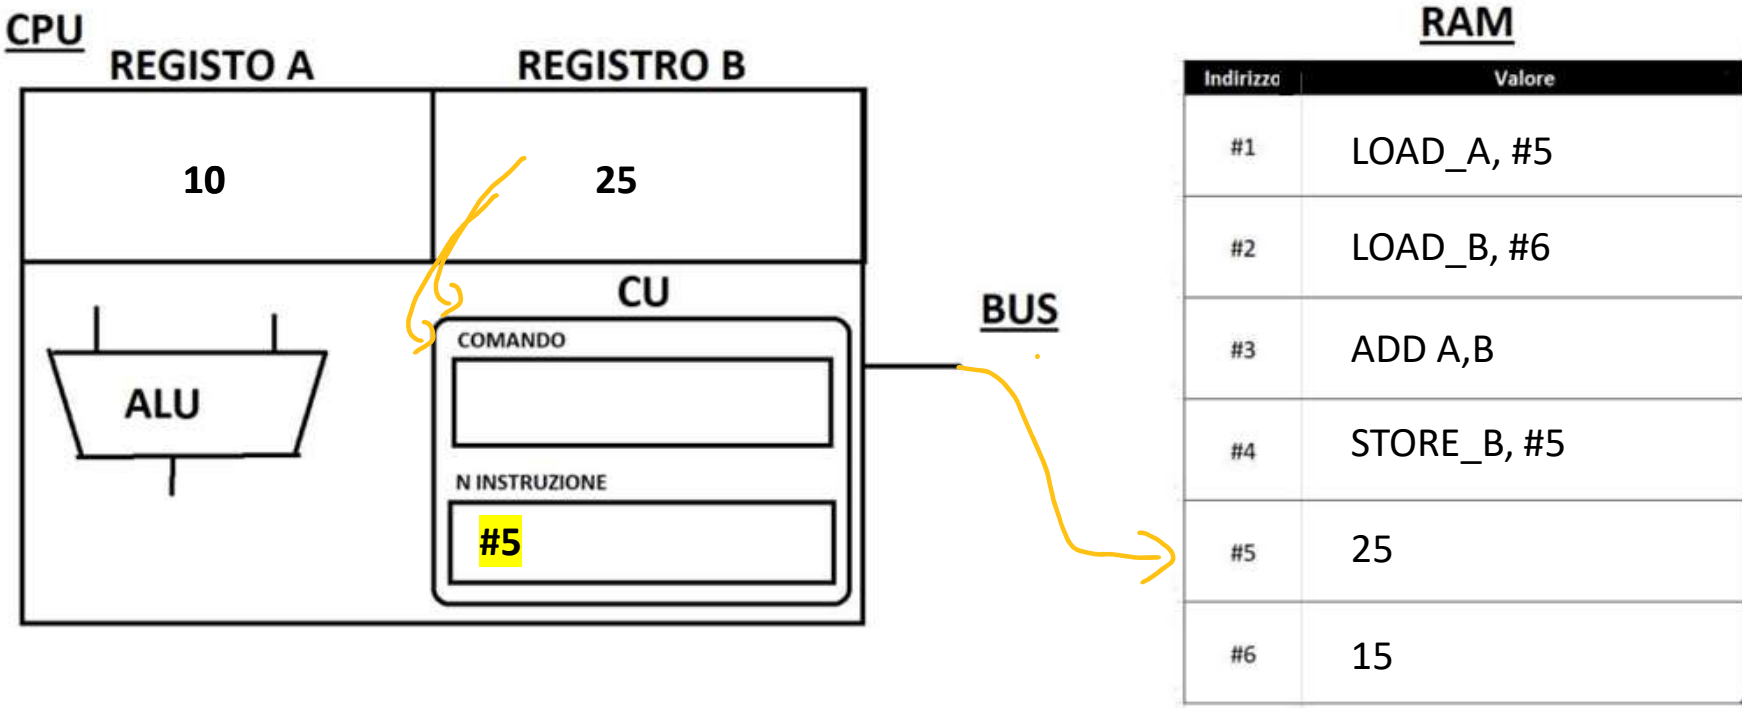 CPU
REGISTO A
REGISTRO B
10
25
ALU
CU
COMANDO
N INSTRUZIONE
#5
BUS
RAM
Indirizzo Valore
#1 LOAD_A, #5
#2 LOAD_B, #6
#3 ADD A,B
#4 STORE_B, #5
#5 25
#6 15